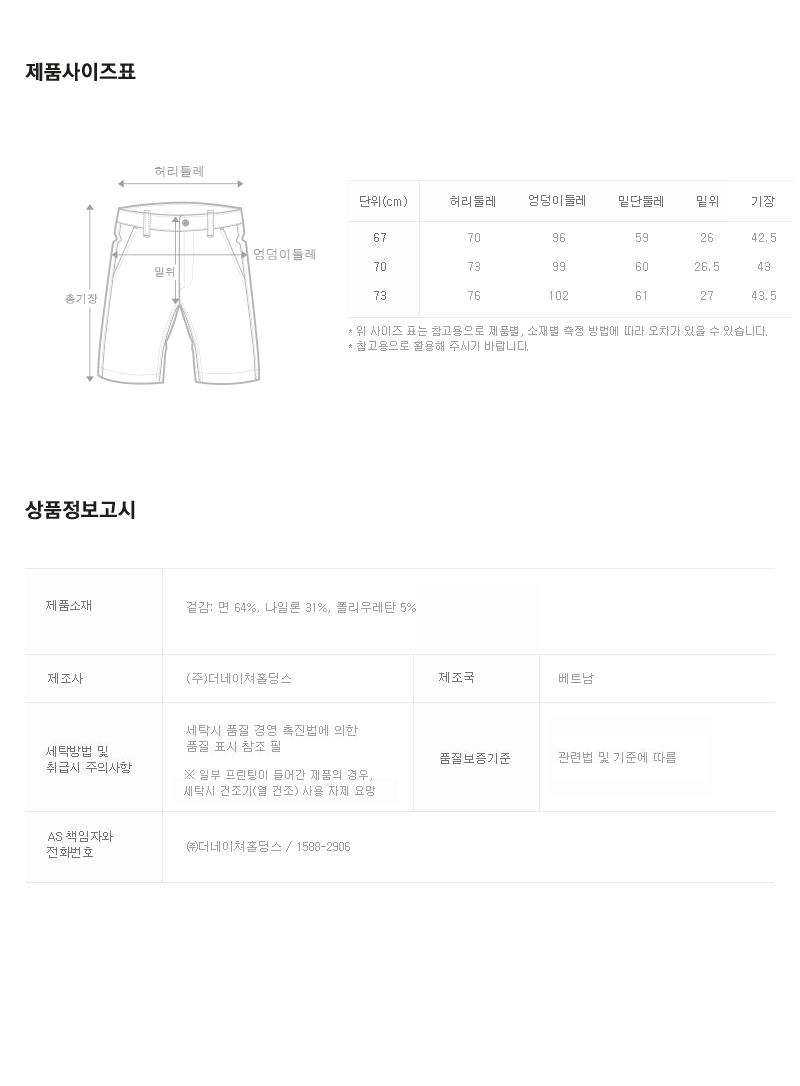 제품사이즈표
허리둘레
엉덩이둘레
밑위
총기장
단위(cm) 허리둘레 엉덩이둘레 밑단둘레 밑위 기장
67 70 96 59 26 42.5
70 73 99 60 26.5 43
73 76 102 61 27 43.5
* 위 사이즈 표는 참고용으로 제품별, 소재별 측정 방법에 따라 오차가 있을 수 있습니다.
* 참고용으로 활용해 주시기 바랍니다.
상품정보고시
제품소재 겉감: 면 64%, 나일론 31%, 폴리우레탄 5%
제조사 (주)더네이쳐홀딩스 제조국 베트남
세탁방법 및
취급시 주의사항
세탁시 품질 경영 촉진법에 의한
품질 표시 참조 필
※ 일부 프린팅이 들어간 제품의 경우,
세탁시 건조기(열 건조) 사용 자제 요망
품질보증기준 관련법 및 기준에 따름
AS 책임자와
전화번호
㈜더네이쳐홀딩스 / 1588-2906